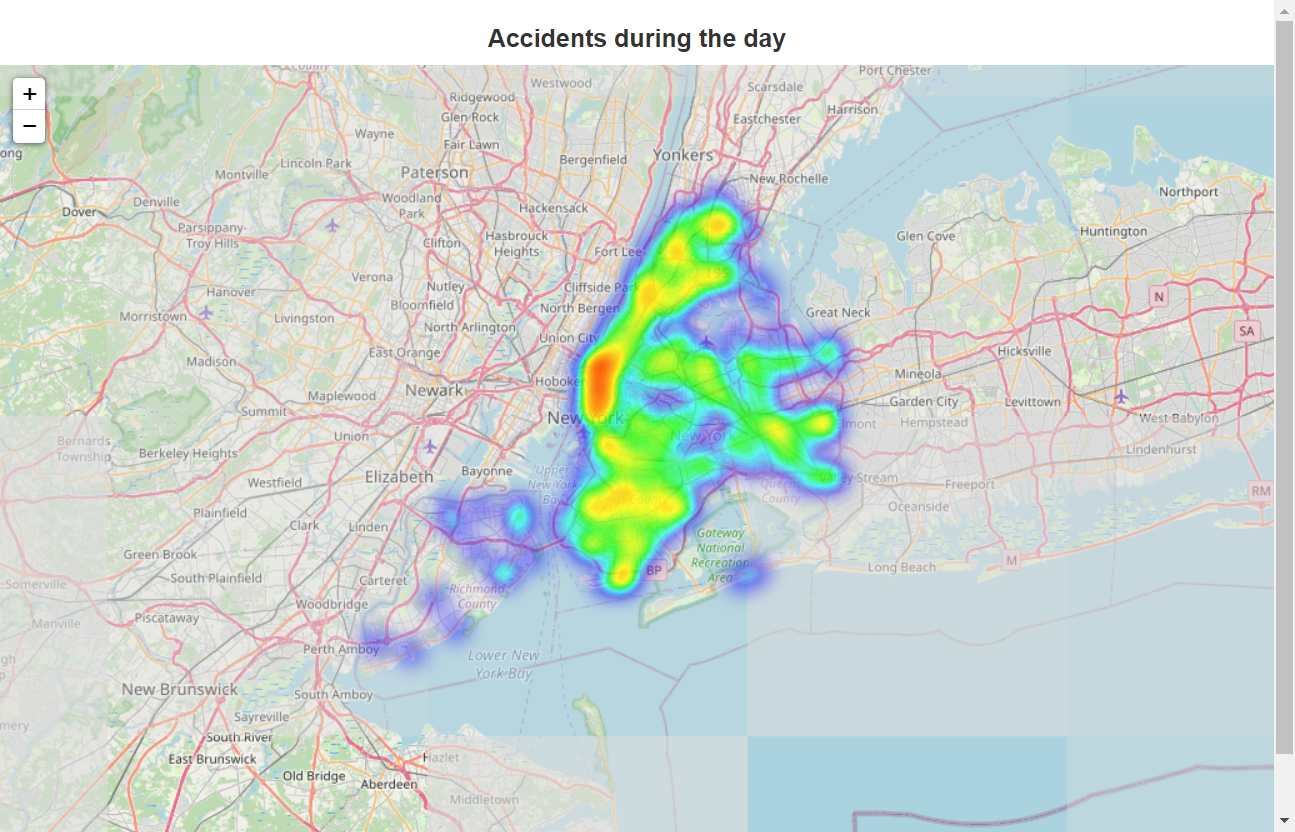 Accidents during the day
+
−
County
Westwood
Scarsdale
Port Chester
Ridgewood
Harrison
Glen Rock
Eastchester
Wayne
Fair Lawn
ong
Yonkers
Lincoln Park
Bergenfield
Montville
Paterson
New Rochelle
Northport
Denville
Woodland
Park
Dover
Hackensack
Parsippany-
Troy Hills
Clifton
Hasbrouck
Heights
Fort Lee
Glen Cove
Huntington
Verona
Nutley
Cliffside Park
Hanover
Bloomfield
North Bergen
N
Morristown
Livingston
North Arlington
Great Neck
Union City
SA
East Orange
Hicksville
Madison
Newark
Hoboken
Mineola
Maplewood
Garden City
Levittown
Summit
New York
Hempstead
West Babylon
lmont
Union
New York
Bernards
Township
Berkeley Heights
Lindenhurst
Westfield
Elizabeth
Bayonne
Upper
New York
Bay
Queens
County
Valley Stream
Freeport
RM
Plainfield
Oceanside
Clark
Linden
Gateway
National
Recreation
Area
Green Brook
M
BP
Long Beach
Somerville
South Plainfield
Carteret
Richmond
County
Woodbridge
Manville
Piscataway
Perth Amboy
Lower New
York Bay
gh
p
New Brunswick
South Amboy
Sayreville
mery
South River
East Brunswick
Hazlet
Old Bridge
Aberdeen
Middletown